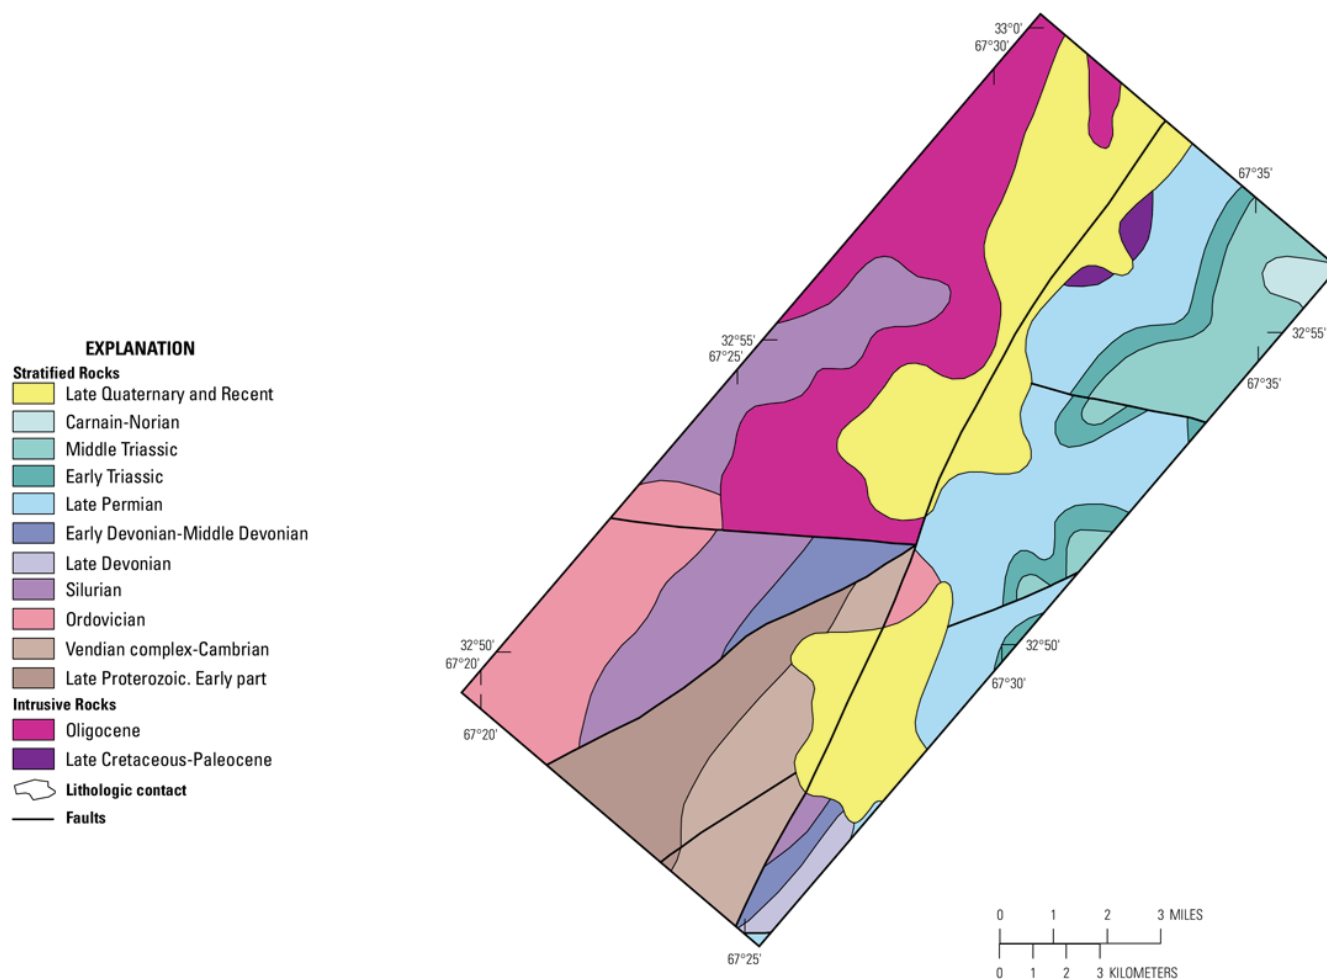 33°0'
67°30'
67°35'
32°55'
67°25'
32°55'
67°35'
EXPLANATION
Stratified Rocks
Late Quaternary and Recent
Carnain-Norian
Middle Triassic
Early Triassic
Late Permian
Early Devonian-Middle Devonian
Late Devonian
Silurian
Ordovician
Vendian complex-Cambrian
Late Proterozoic. Early part
Intrusive Rocks
Oligocene
Late Cretaceous-Paleocene
Lithologic contact
Faults
32°50'
67°20'
67°20'
32°50'
67°30'
67°25'
0 1 2 3 MILES
0 1 2 3 KILOMETERS